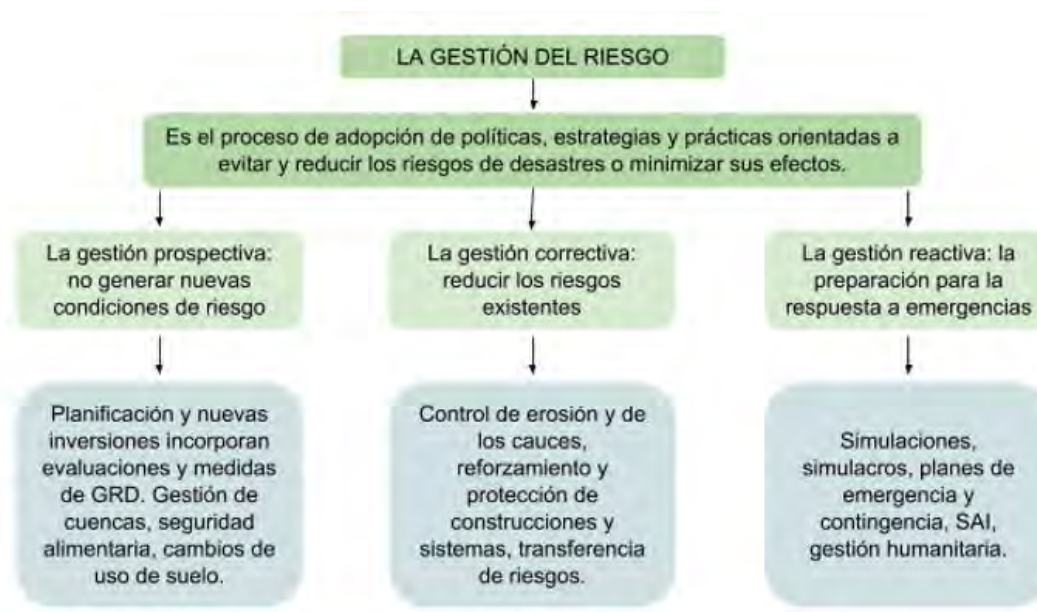 LA GESTIÓN DEL RIESGO
Es el proceso de adopción de políticas, estrategias y prácticas orientadas a
evitar y reducir los riesgos de desastres o minimizar sus efectos.
La gestión prospectiva:
no generar nuevas
condiciones de riesgo
La gestión correctiva:
reducir los riesgos
existentes
La gestión reactiva: la
preparación para la
respuesta a emergencias
Planificación y nuevas
inversiones incorporan
evaluaciones y medidas
de GRD. Gestión de
cuencas, seguridad
alimentaria, cambios de
uso de suelo.
Control de erosión y de
los cauces,
reforzamiento y
protección de
construcciones y
sistemas, transferencia
de riesgos.
Simulaciones,
simulacros, planes de
emergencia y
contingencia, SAI,
gestión humanitaria.